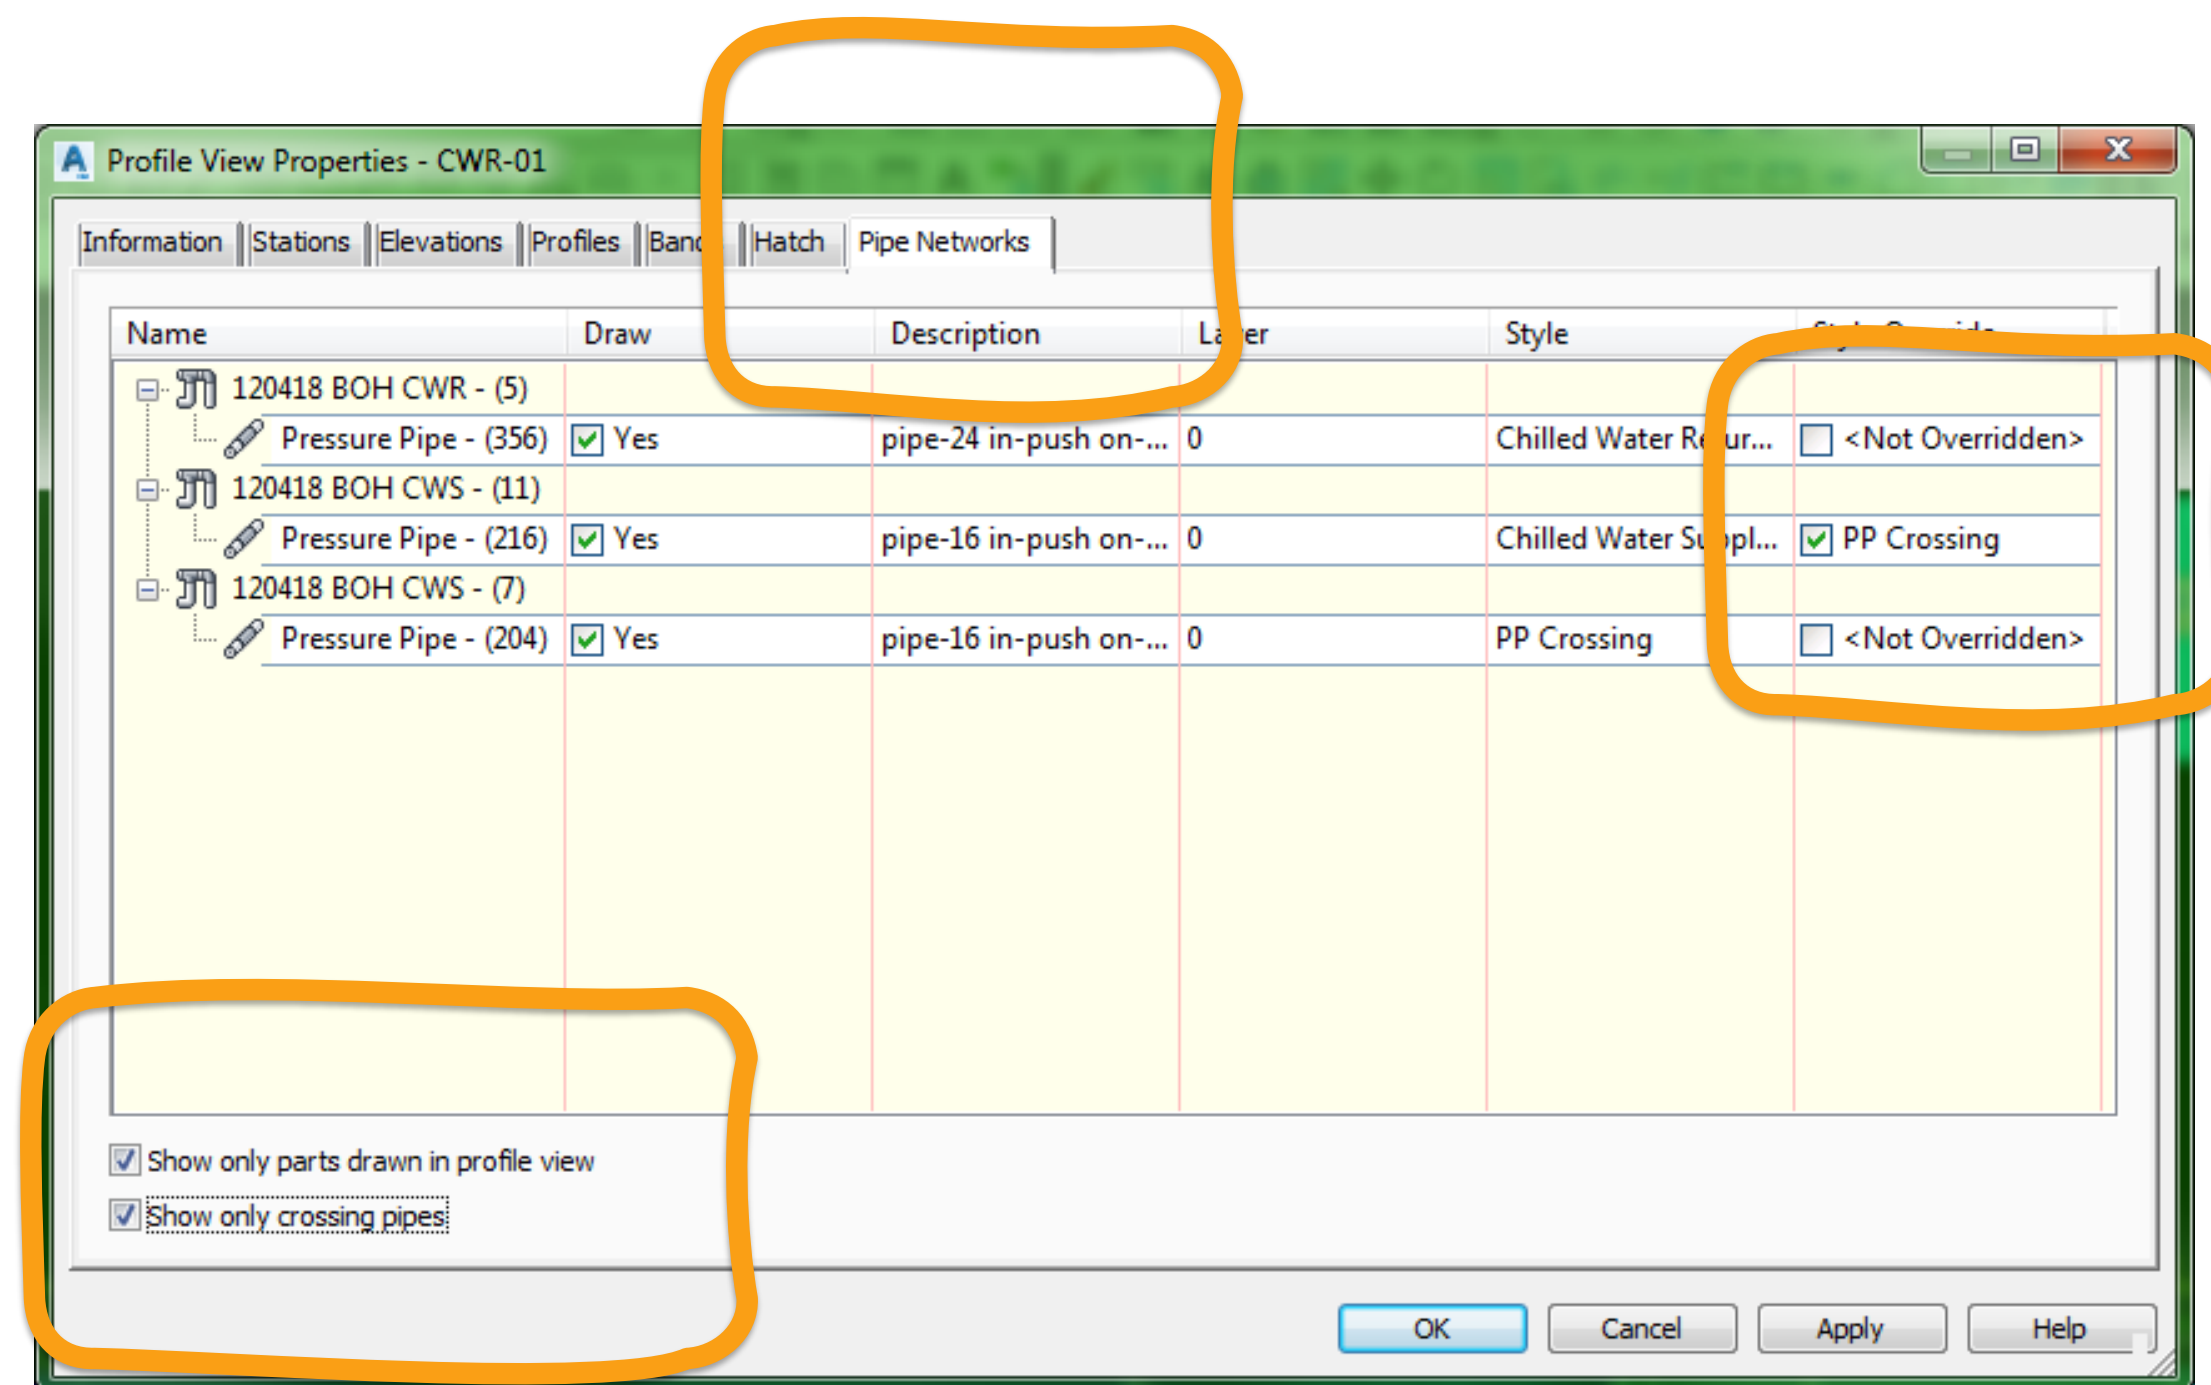 Profile View Properties - CWR-01
Information Stations Elevations Profiles Hatch Pipe Networks
Name Draw Description Style
120418 BOH CWR - (5)
Pressure Pipe - (356) Yes pipe-24 in-push on-... 0 Chilled Water <Not Overridden>
120418 BOH CWS - (11)
Pressure Pipe - (216) Yes pipe-16 in-push on-... 0 Chilled Water PP Crossing
120418 BOH CWS - (7)
Pressure Pipe - (204) Yes pipe-16 in-push on-... 0 PP Crossing <Not Overridden>
Show only parts drawn in profile view
Show only crossing pipes
OK Cancel Apply Help